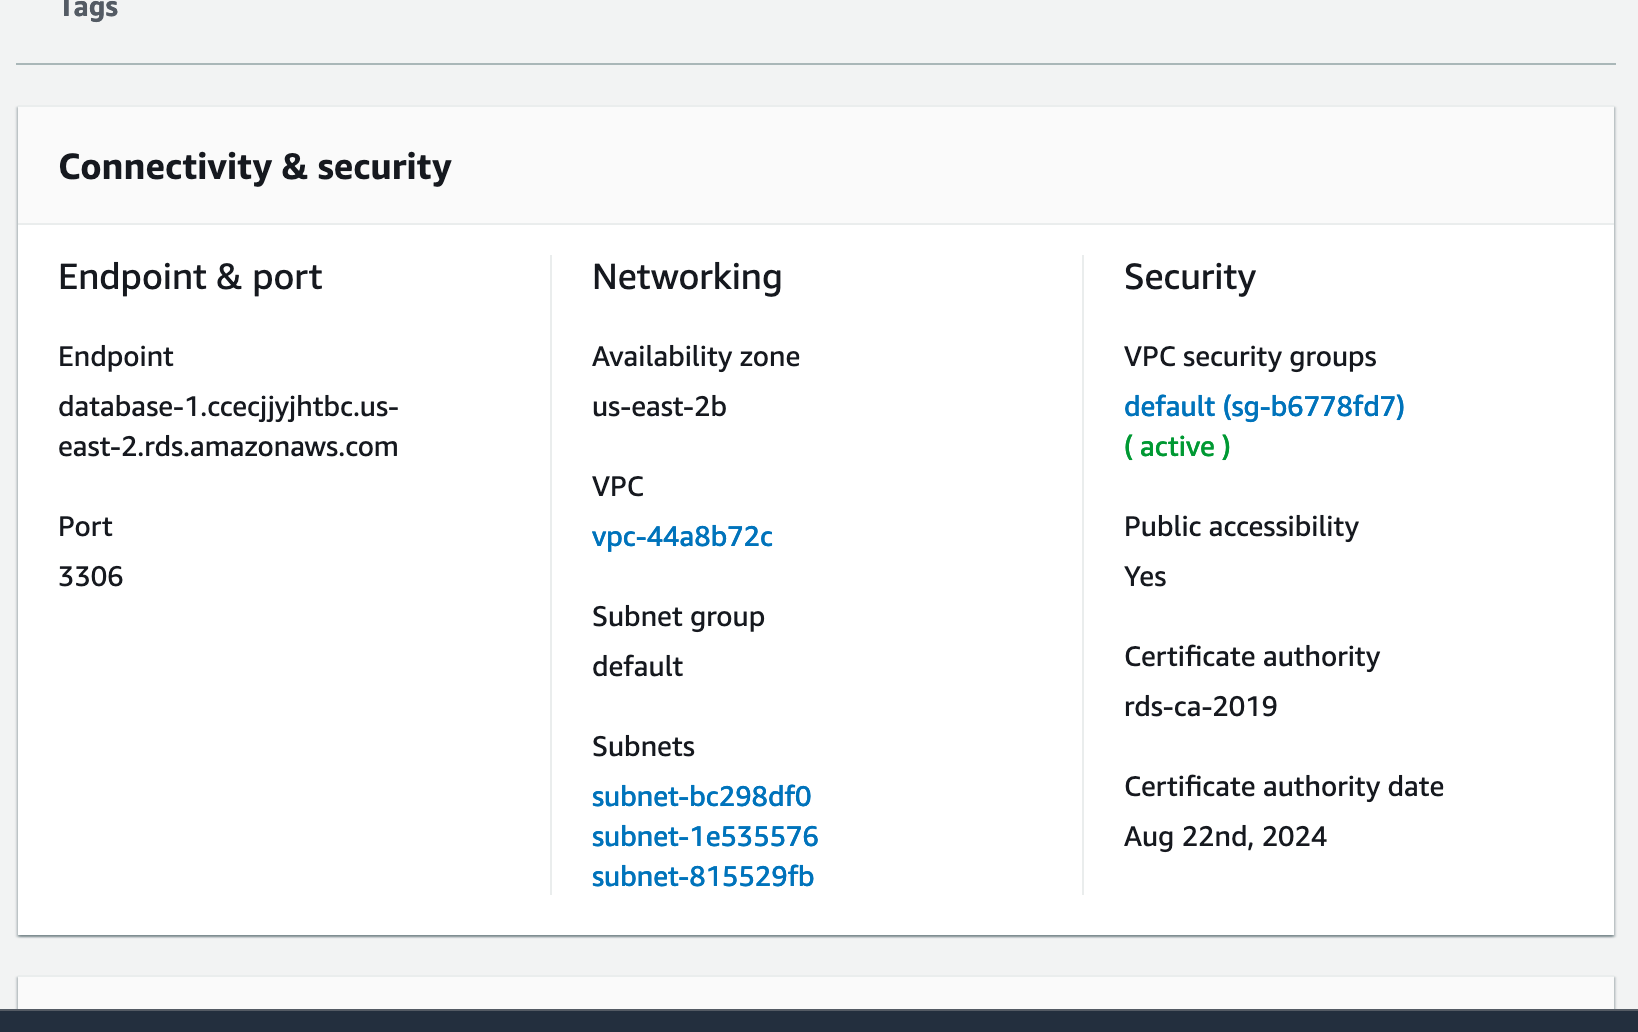 Tags
Connectivity & security
Endpoint & port
Endpoint
database-1.ccecjjyjhtbc.us-
east-2.rds.amazonaws.com
Port
3306
Networking
Availability zone
us-east-2b
VPC
vpc-44a8b72c
Subnet group
default
Subnets
subnet-bc298df0
subnet-1e535576
subnet-815529fb
Security
VPC security groups
default (sg-b6778fd7)
( active )
Public accessibility
Yes
Certificate authority
rds-ca-2019
Certificate authority date
Aug 22nd, 2024